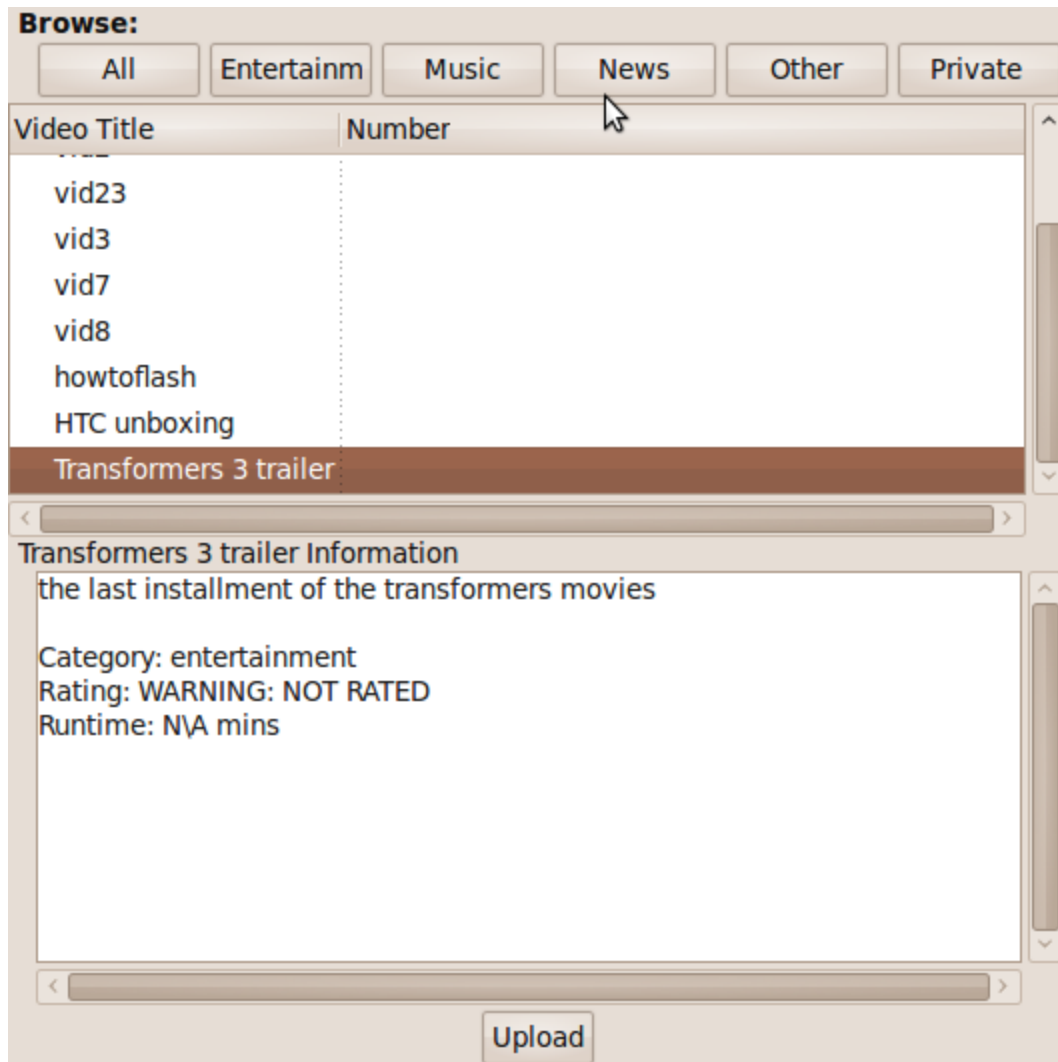 Browse:
All Entertainm Music News Other Private
Video Title Number
vid23
vid3
vid7
vid8
howtoflash
HTC unboxing
Transformers 3 trailer
Transformers 3 trailer Information
the last installment of the transformers movies
Category: entertainment
Rating: WARNING: NOT RATED
Runtime: N\A mins
Upload